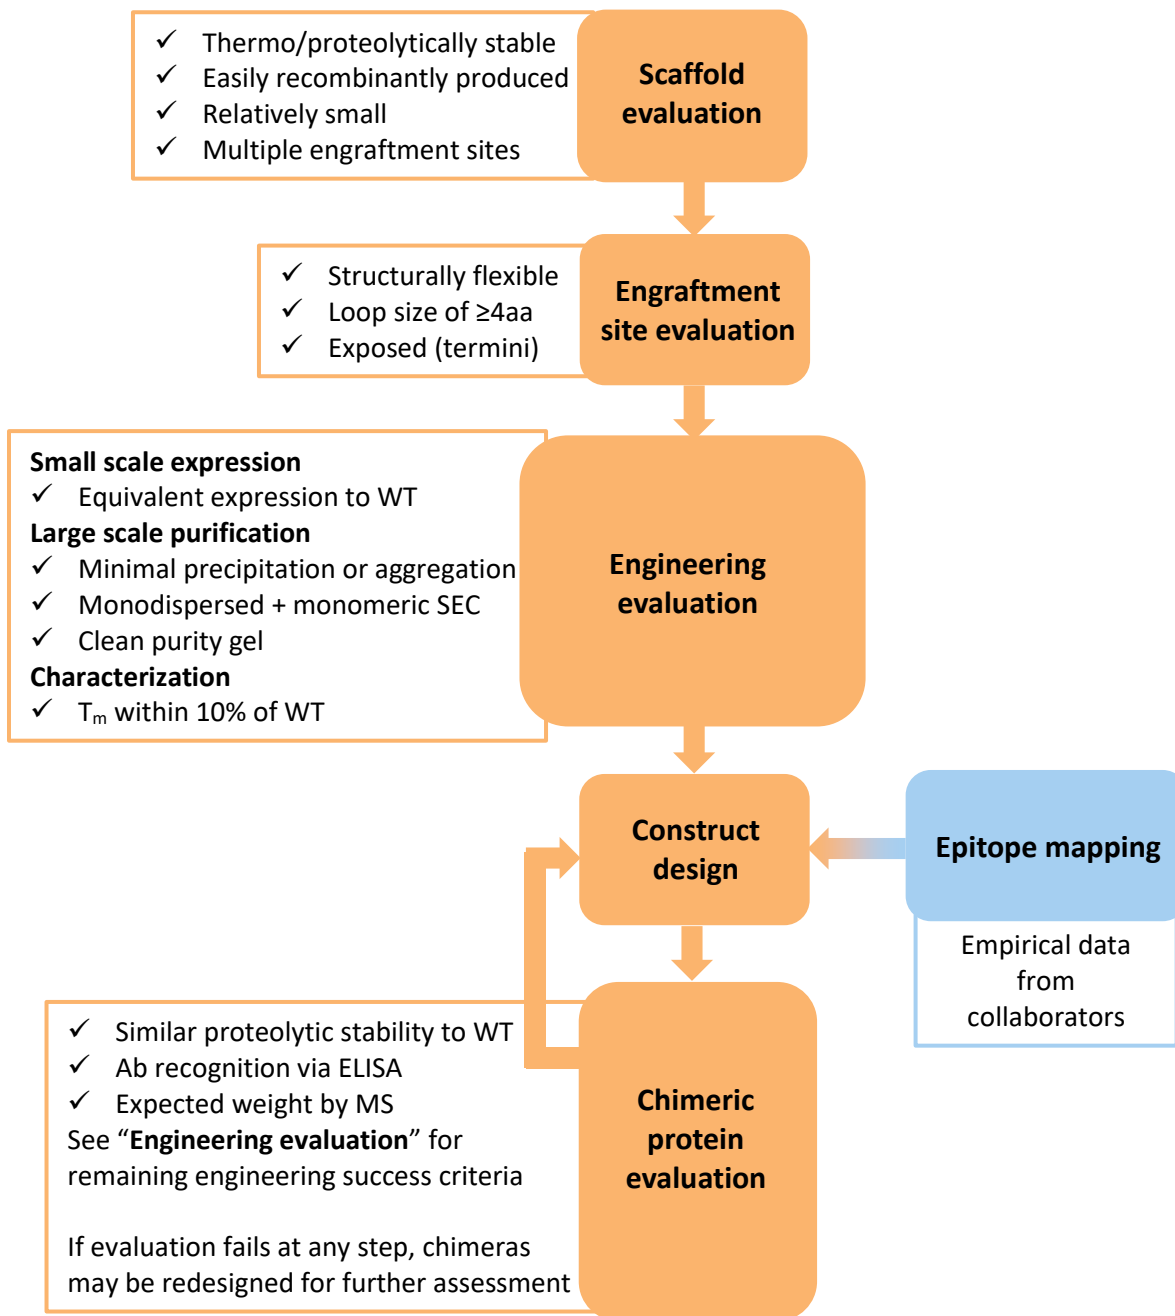 ✓ Thermo/proteolytically stable
✓ Easily recombinantly produced
✓ Relatively small
✓ Multiple engraftment sites
Scaffold
evaluation
✓ Structurally flexible
✓ Loop size of ≥4aa
✓ Exposed (termini)
Engraftment
site evaluation
Small scale expression
✓ Equivalent expression to WT
Large scale purification
✓ Minimal precipitation or aggregation
✓ Monodispersed + monomeric SEC
✓ Clean purity gel
Characterization
✓ Tm within 10% of WT
Engineering
evaluation
Construct
design
Epitope mapping
Empirical data
from
collaborators
✓ Similar proteolytic stability to WT
✓ Ab recognition via ELISA
✓ Expected weight by MS
See “Engineering evaluation” for
remaining engineering success criteria
If evaluation fails at any step, chimeras
may be redesigned for further assessment
Chimeric
protein
evaluation